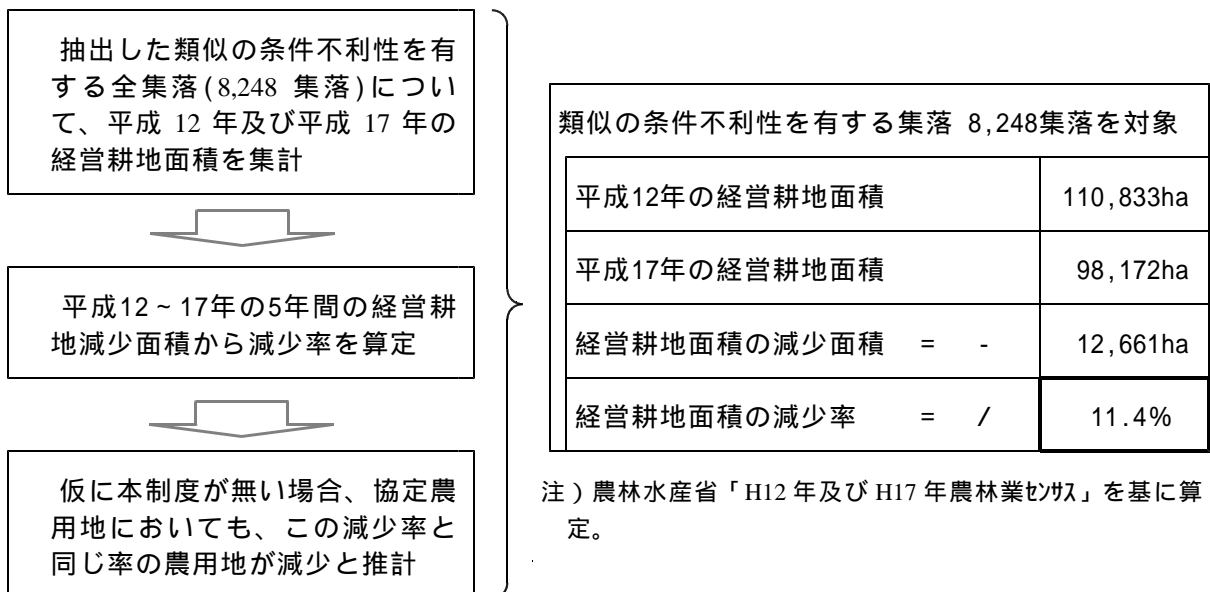 抽出した類似の条件不利性を有
する全集落(8,248 集落)につい
て、平成 12 年及び平成 17 年の
経営耕地面積を集計
平成12～17年の5年間の経営耕
地減少面積から減少率を算定
仮に本制度が無い場合、協定農
用地においても、この減少率と
同じ率の農用地が減少と推計
類似の条件不利性を有する集落 8,248集落を対象
平成12年の経営耕地面積 110,833ha
平成17年の経営耕地面積 98,172ha
経営耕地面積の減少面積 = - 12,661ha
経営耕地面積の減少率 = / 11.4%
注）農林水産省「H12 年及び H17 年農林業ｾﾝｻｽ」を基に算
定。